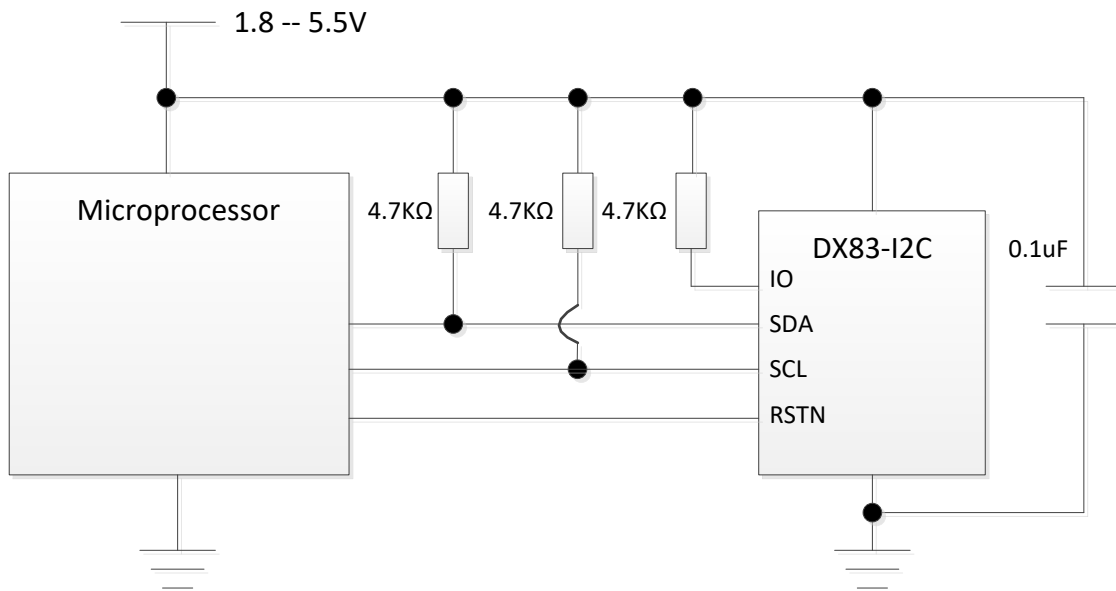 1.8 -- 5.5V
Microprocessor
4.7KΩ
4.7KΩ
4.7KΩ
DX83-I2C
0.1uF
IO
SDA
SCL
RSTN